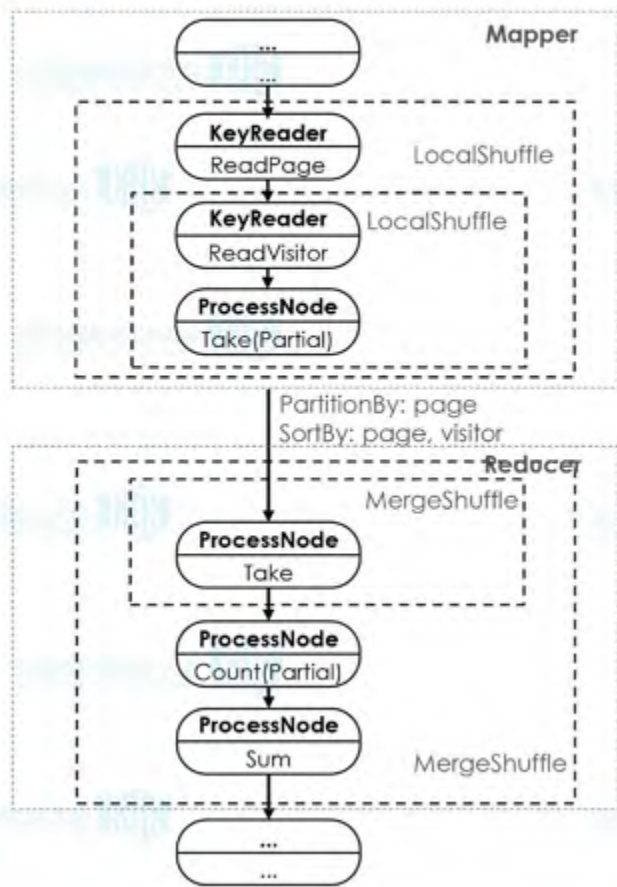 Mapper
...
...
KeyReader
ReadPage
LocalShuffle
KeyReader
LocalShuffle
ReadVisitor
ProcessNode
Take(Partial)
PartitionBy: page
SortBy: page, visitor
Reducer
MergeShuffle
ProcessNode
Take
ProcessNode
Count(Partial)
ProcessNode
Sum
MergeShuffle
...
...